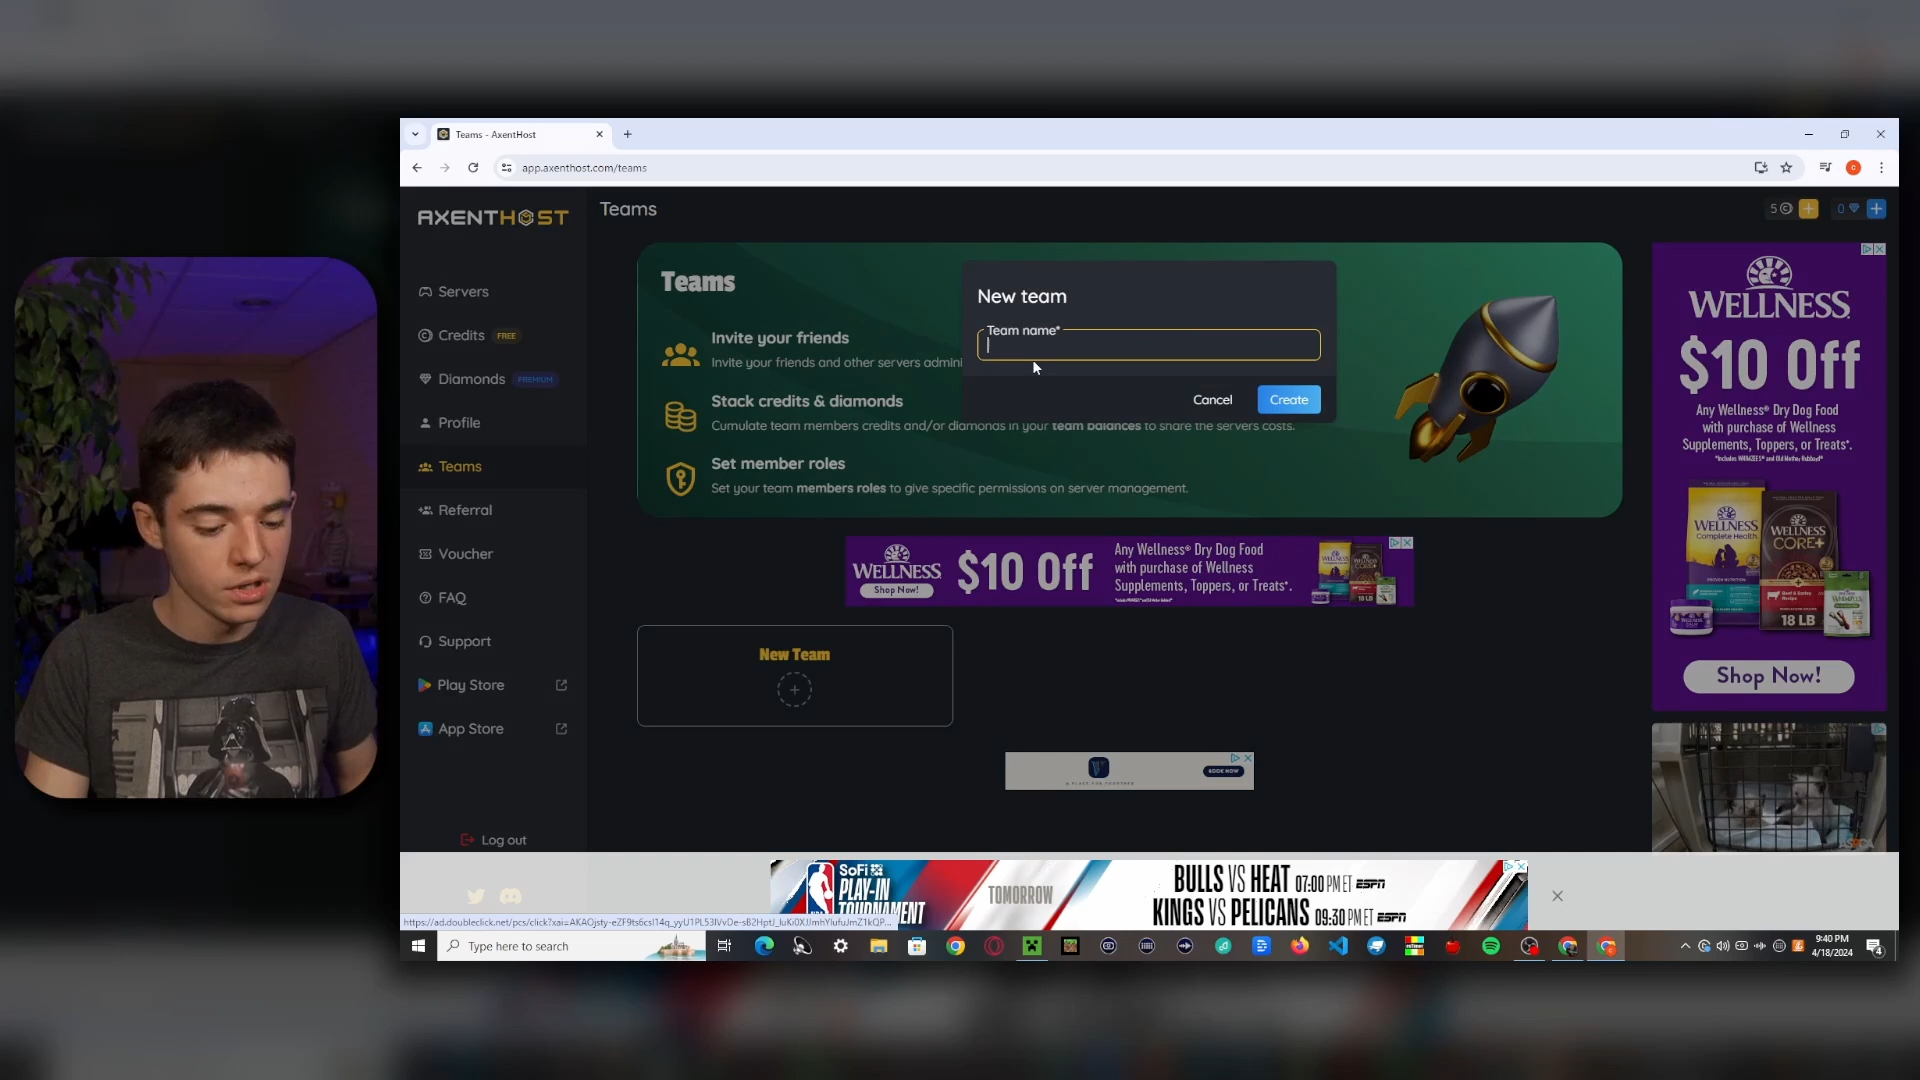 Teams - AxentHost
app.axenthost.com/teams
AXENTHOST
Teams
5
0
Servers
Credits FREE
Diamonds PREMIUM
Profile
Teams
Referral
Voucher
FAQ
Support
Play Store
App Store
Log out
Teams
Invite your friends
Invite your friends and other servers admini
Stack credits & diamonds
Cumulate team members credits and/or diamonds in your team balances to share the servers costs.
Set member roles
Set your team members roles to give specific permissions on server management.
New team
Team name*
Cancel
Create
WELLNESS
Shop Now!
$10 Off
Any Wellness® Dry Dog Food
with purchase of Wellness
Supplements, Toppers, or Treats*.
New Team
BOOK NOW
WELLNESS
$10 Off
Any Wellness® Dry Dog Food
with purchase of Wellness
Supplements, Toppers, or Treats*.
WELLNESS
Complete Health
WELLNESS
CORE+
18 LB
Shop Now!
ASPCA
SoFi
PLAY-IN
TOURNAMENT
TOMORROW
BULLS VS HEAT 07:00 PM ET ESPN
KINGS VS PELICANS 09:30 PM ET ESPN
Type here to search
9:40 PM
4/18/2024
4